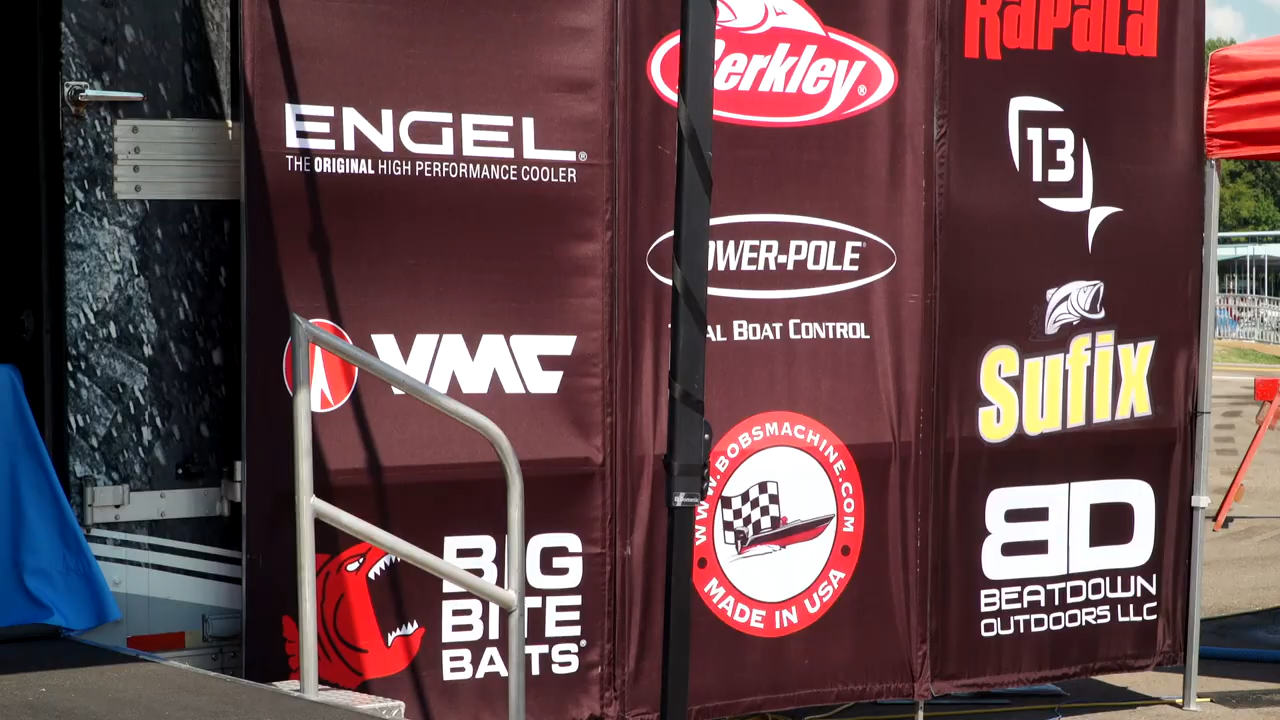 ENGEL®
THE ORIGINAL HIGH PERFORMANCE COOLER
VMC
BIG
BITE
BAITS®
Berkley®
OWER-POLE®
AL BOAT CONTROL
WWW.BOBSMACHINE.COM
MADE IN USA
Rapala
13
Sufix
BD
BEATDOWN
OUTDOORS LLC